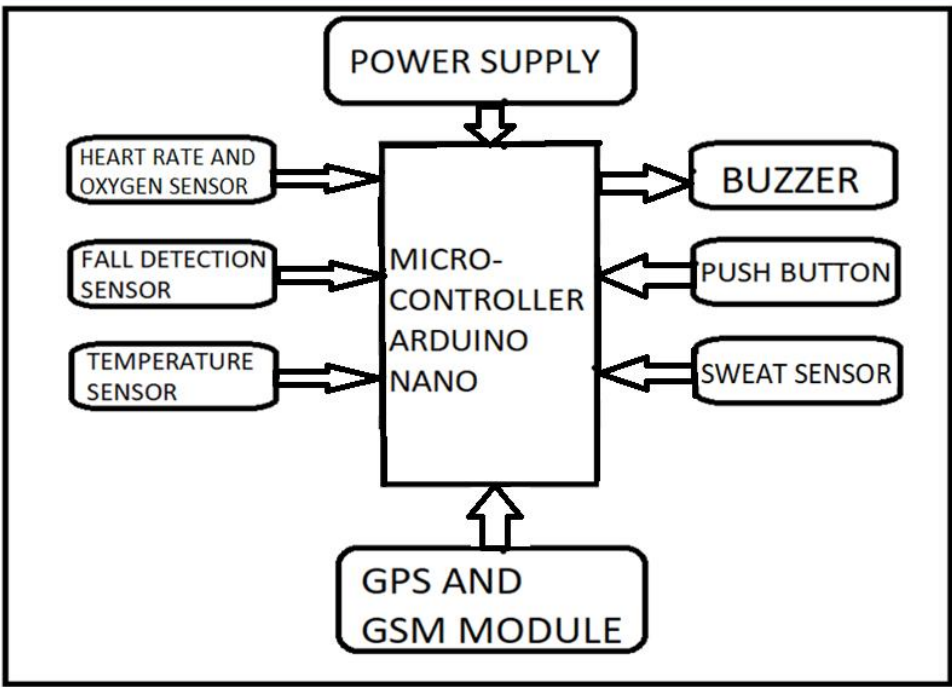 POWER SUPPLY
HEART RATE AND
OXYGEN SENSOR
FALL DETECTION
SENSOR
TEMPERATURE
SENSOR
MICRO-
CONTROLLER
ARDUINO
NANO
BUZZER
PUSH BUTTON
SWEAT SENSOR
GPS AND
GSM MODULE